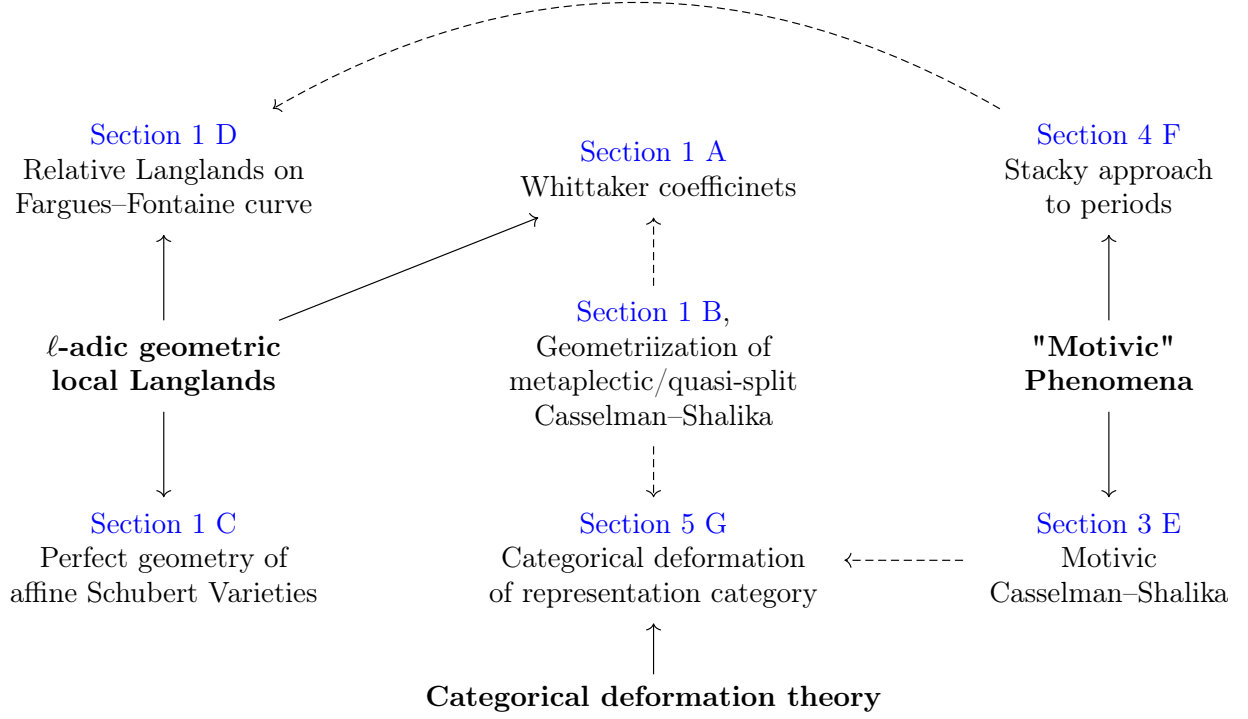 Section 1 D
Relative Langlands on
Fargues–Fontaine curve
Section 1 A
Whittaker coefficinets
Section 4 F
Stacky approach
to periods
ℓ-adic geometric
local Langlands
Section 1 B,
Geometriization of
metaplectic/quasi-split
Casselman–Shalika
"Motivic"
Phenomena
Section 1 C
Perfect geometry of
affine Schubert Varieties
Section 5 G
Categorical deformation
of representation category
Section 3 E
Motivic
Casselman–Shalika
Categorical deformation theory